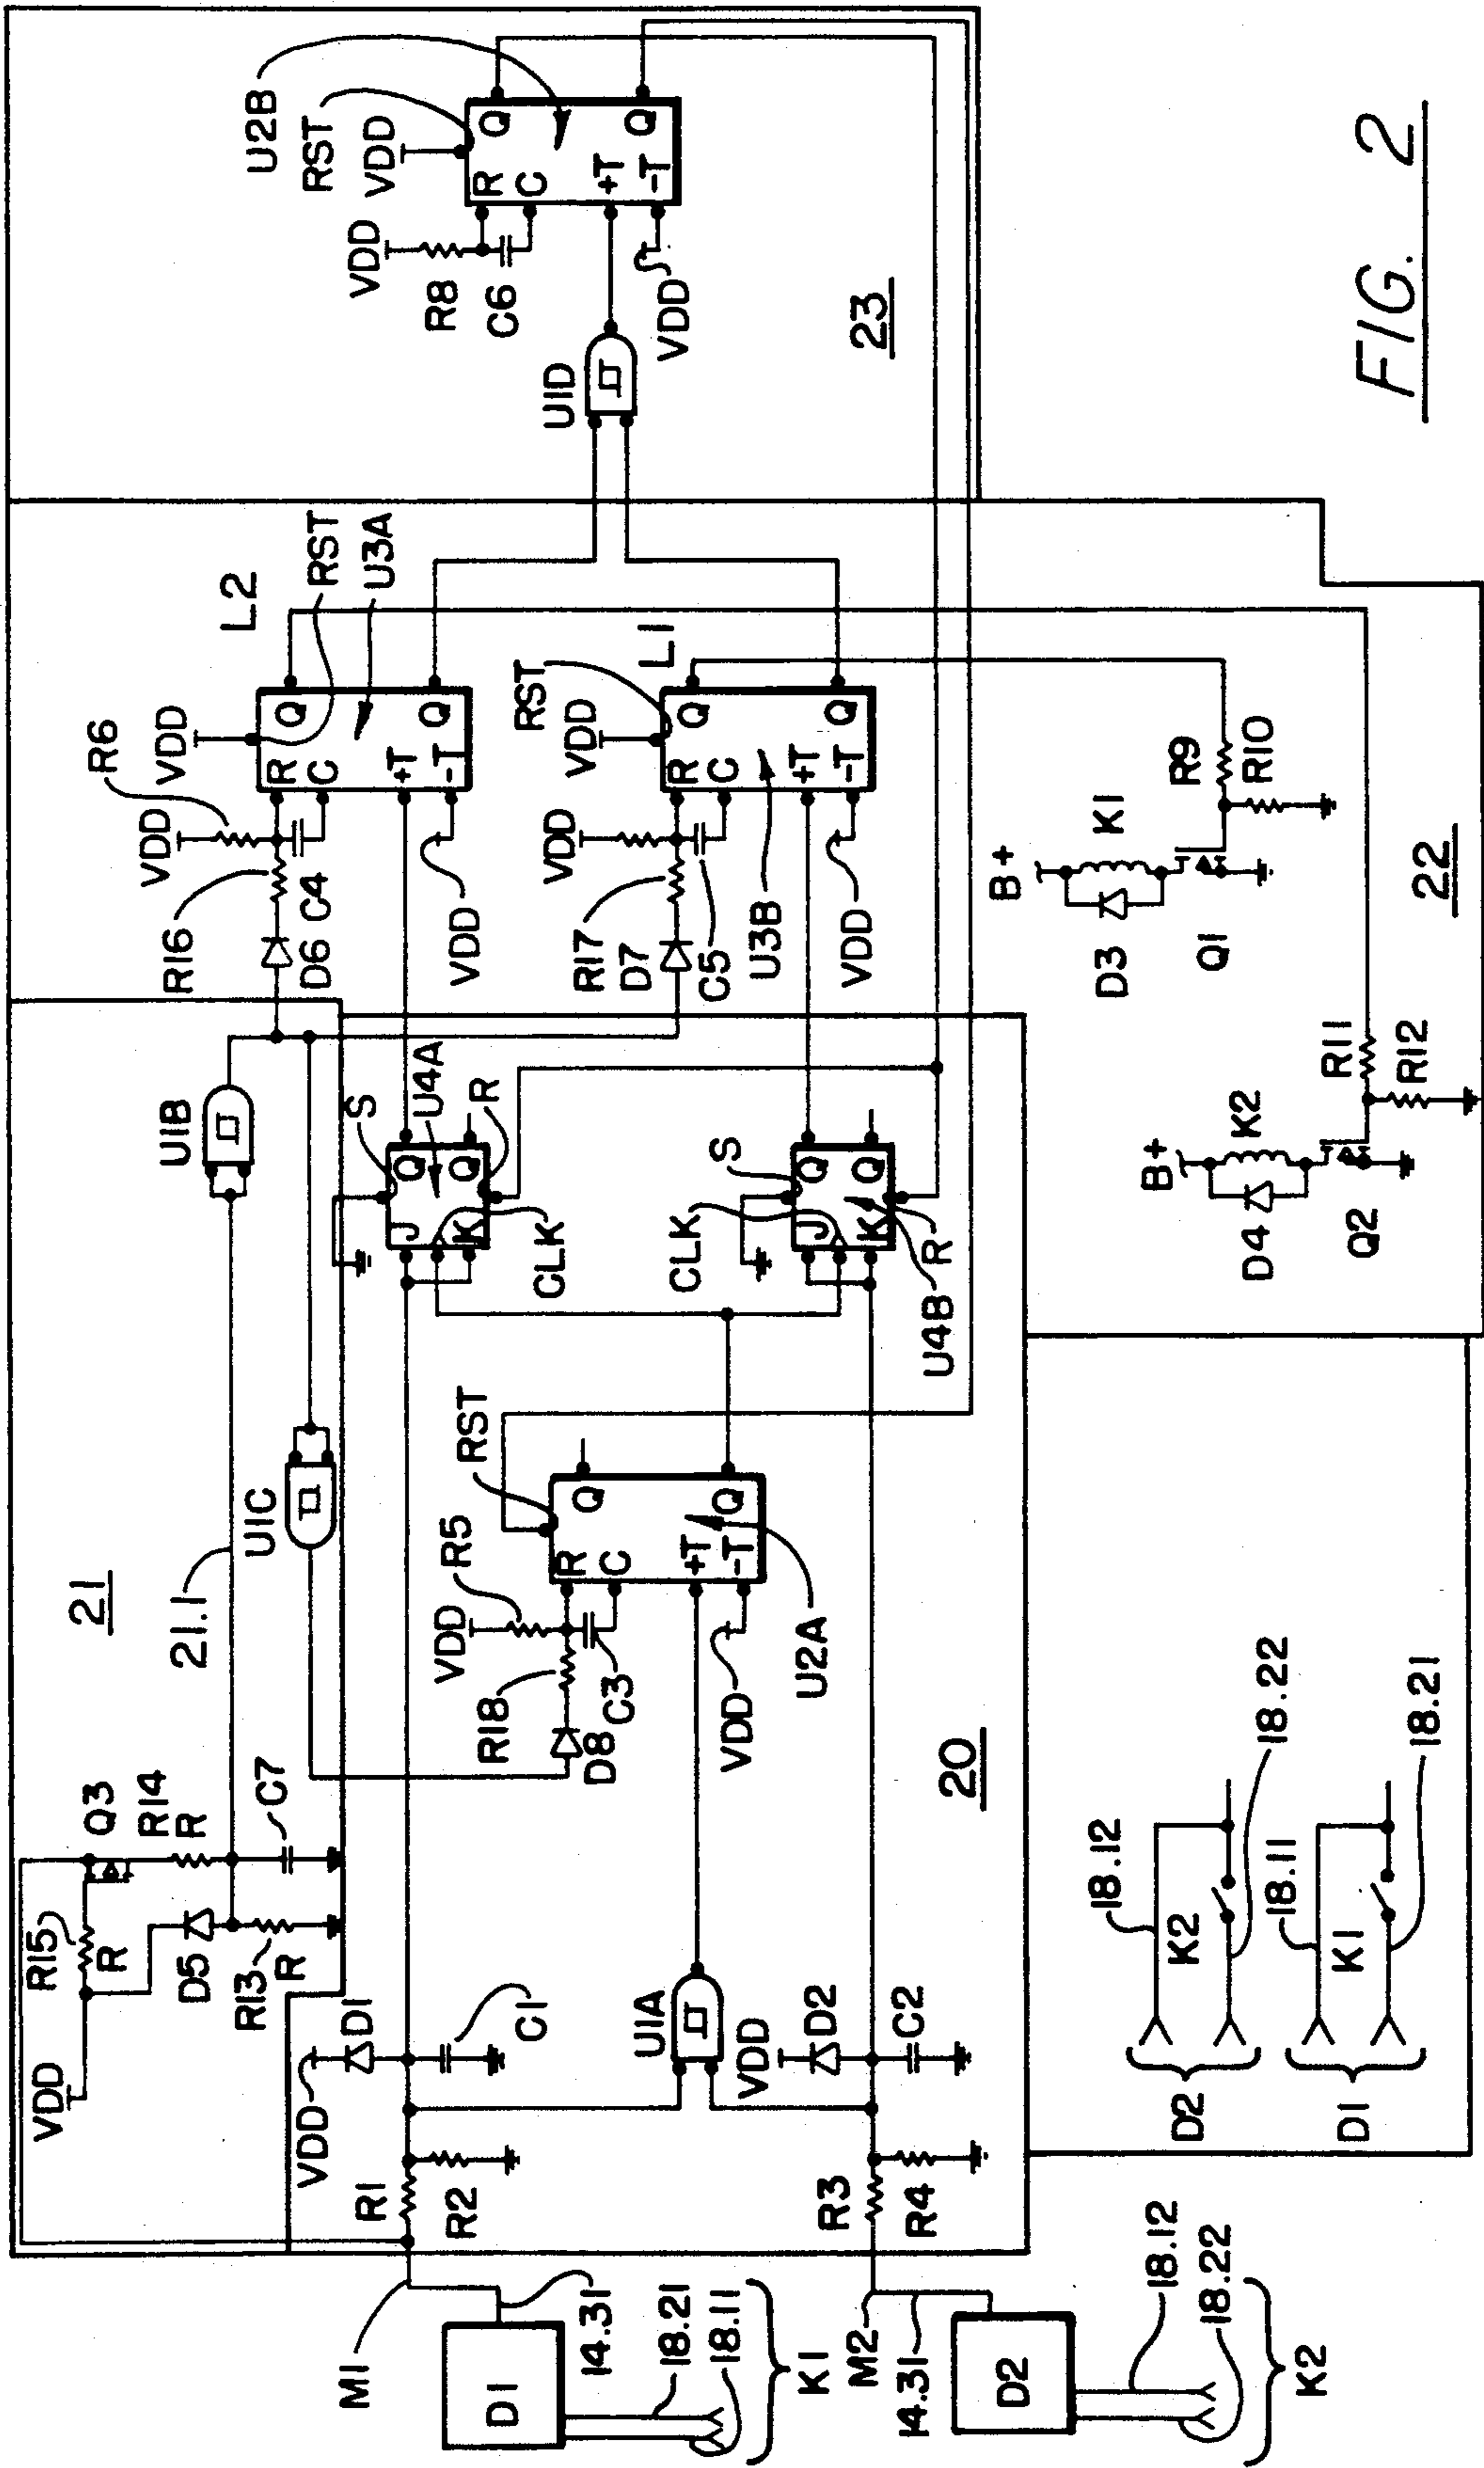 VDD
R15
R
Q3
R14
R
C7
D5
R13
R
21
21.1
U1C
U1B
R16
D6
C4
VDD
R6
VDD
RST
U3A
L2
R
C
+T
-T
Q
Q
VDD
S
U4A
R
J
K
Q
Q
CLK
R17
D7
C5
VDD
VDD
RST
L1
R
C
+T
-T
Q
Q
U3B
VDD
CLK
S
J
K
Q
Q
R
U4B
U1D
VDD
R8
C6
VDD
RST
U2B
VDD
R
C
+T
-T
Q
Q
23
M1
R1
R2
VDD
D1
C1
U1A
VDD
D2
C2
R3
R4
M2
R18
D8
C3
VDD
R5
RST
R
C
+T
-T
Q
Q
VDD
U2A
20
D1
14.31
18.21
18.11
K1
14.31
D2
18.12
18.22
K2
D2
18.12
K2
18.22
D1
18.11
K1
18.21
B+
D4
K2
Q2
R11
R12
B+
D3
K1
Q1
R9
R10
22
FIG. 2